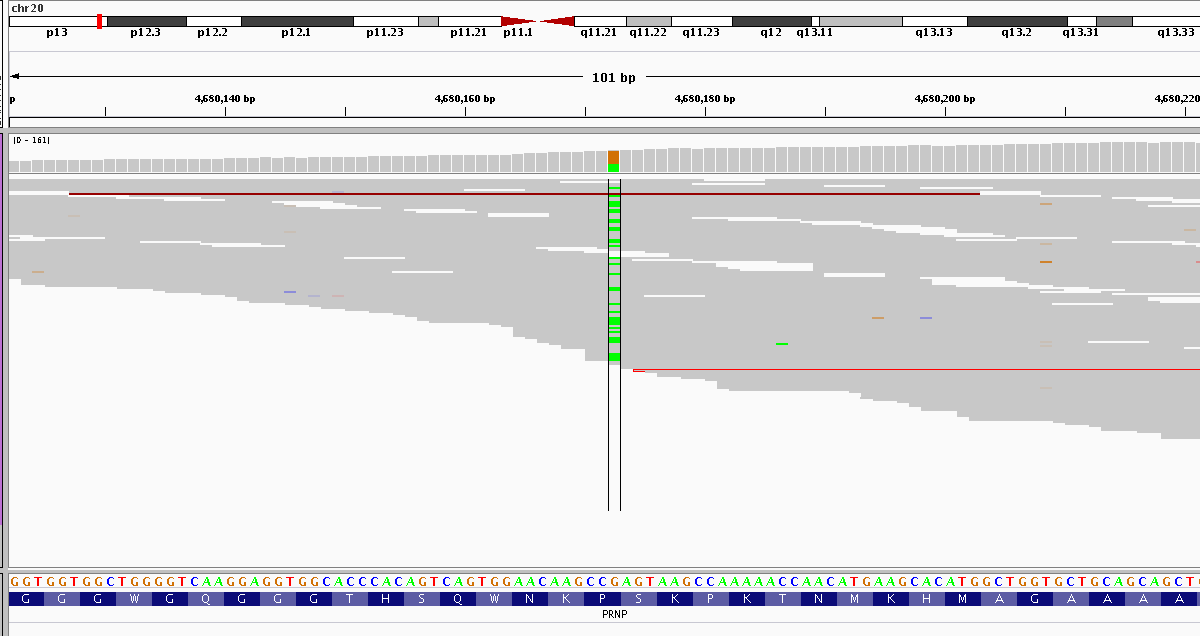 chr20
p13 p12.3 p12.2 p12.1 p11.23 p11.21 p11.1 q11.21 q11.22 q11.23 q12 q13.11 q13.13 q13.2 q13.31 q13.33
101 bp
p 4,680,140 bp 4,680,160 bp 4,680,180 bp 4,680,200 bp 4,680,220
[0 - 161]
GGTGGTGGCTGGGGTCAAGGAGGTGGCACCCACAGTCAGTGGAACAAGCCGAGTAAGCCAAAAACCAACATGAAGCACATGGCTGGTGCTGCAGCAGCT
G G G W G Q G G G T H S Q W N K P S K P K T N M K H M A G A A A A
PRNP